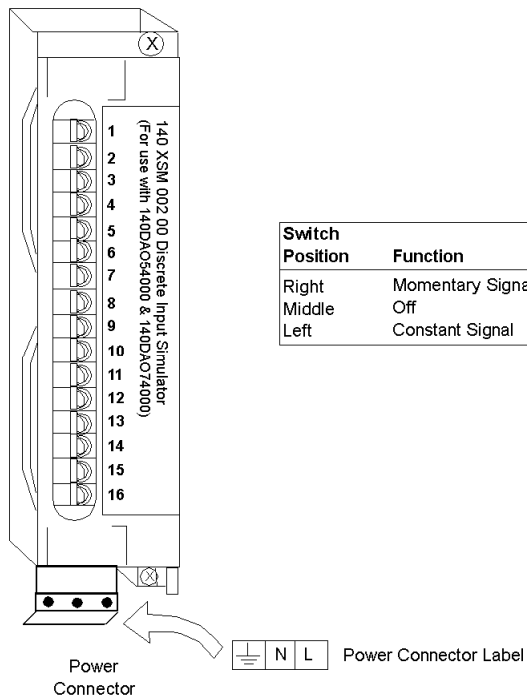 X
140 XSM 002 00 Discrete Input Simulator
(For use with 140DAO54000 & 140DAO74000)
1
2
3
4
5
6
7
8
9
10
11
12
13
14
15
16
Switch
Position Function
Right Momentary Signa
Middle Off
Left Constant Signal
X
N L Power Connector Label
Power
Connector